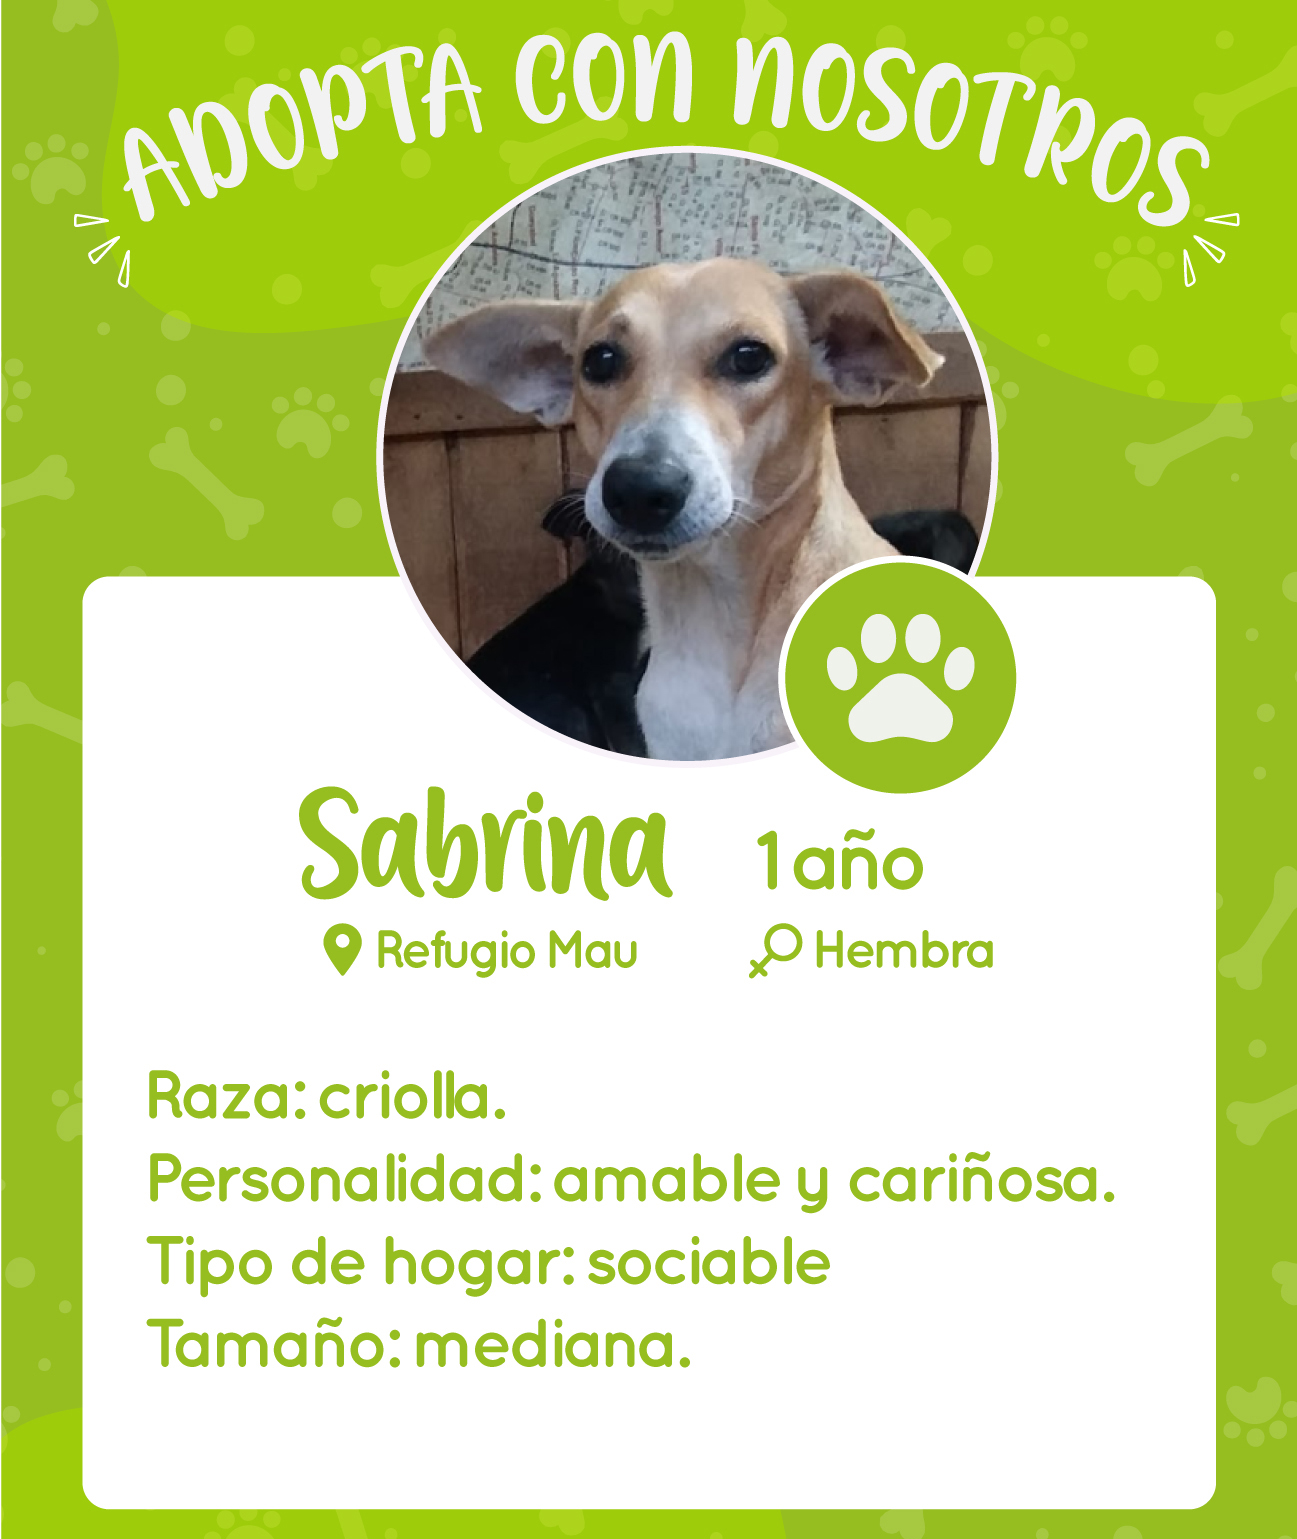 ADOPTA CON NOSOTROS
Sabrina
1 año
Refugio Mau
Hembra
Raza: criolla.
Personalidad: amable y cariñosa.
Tipo de hogar: sociable
Tamaño: mediana.